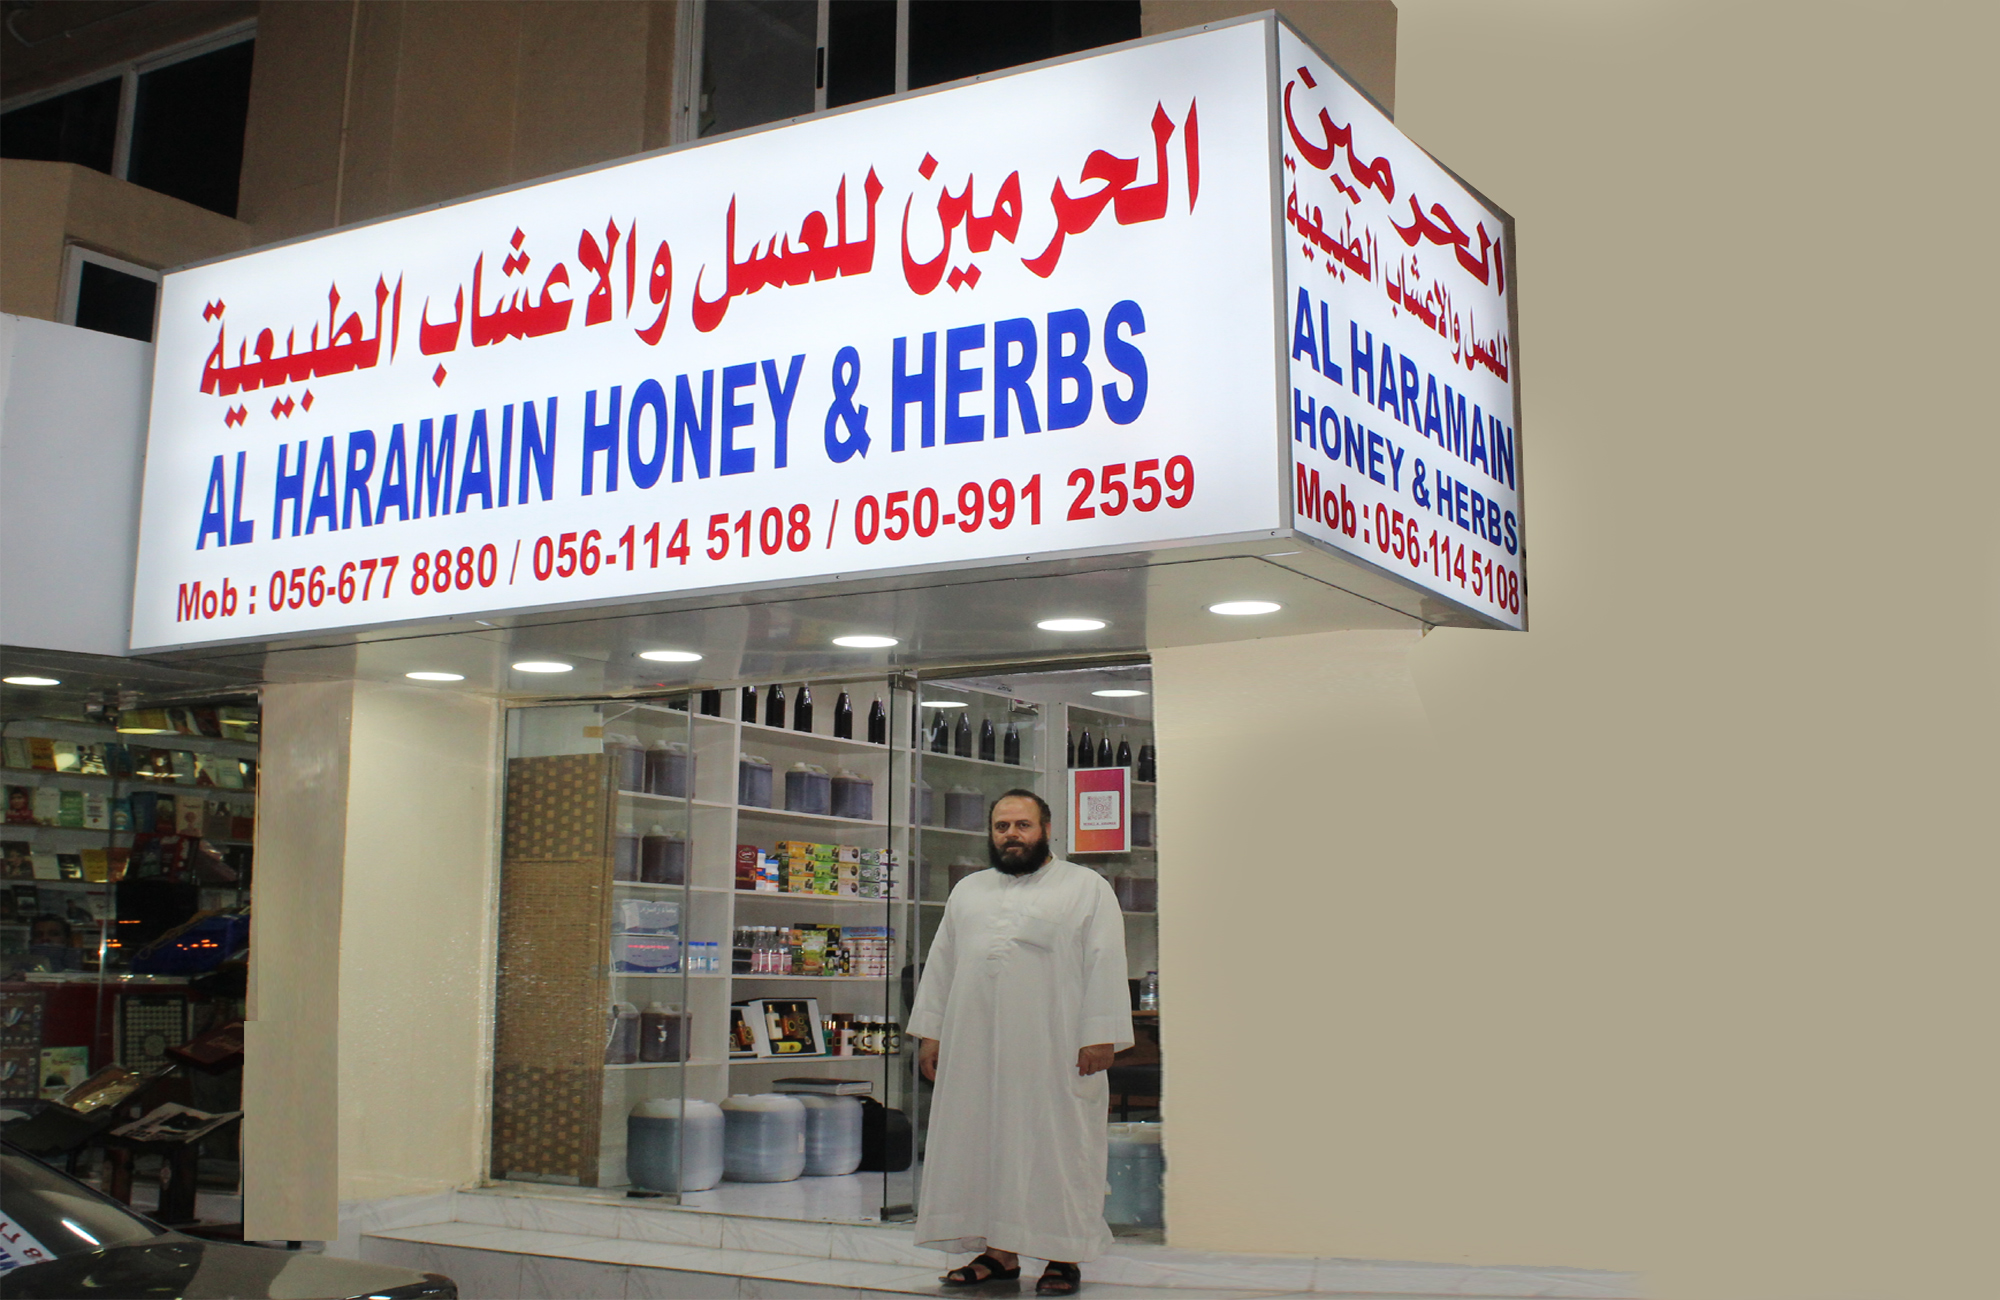 الحرمين للعسل والاعشاب الطبيعية
AL HARAMAIN HONEY & HERBS
Mob : 056-677 8880 / 056-114 5108 / 050-991 2559
الحرمين
للعسل والاعشاب الطبيعية
AL HARAMAIN
HONEY & HERBS
Mob : 056-114 5108